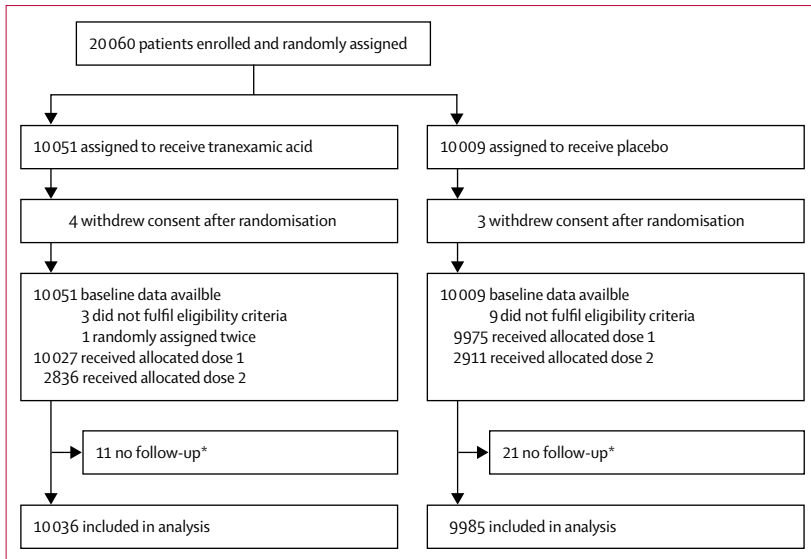 20 060 patients enrolled and randomly assigned
10 051 assigned to receive tranexamic acid
10 009 assigned to receive placebo
4 withdrew consent after randomisation
3 withdrew consent after randomisation
10 051 baseline data availble
3 did not fulfil eligibility criteria
1 randomly assigned twice
10 027 received allocated dose 1
2836 received allocated dose 2
10 009 baseline data availble
9 did not fulfil eligibility criteria
9975 received allocated dose 1
2911 received allocated dose 2
11 no follow-up*
21 no follow-up*
10 036 included in analysis
9985 included in analysis